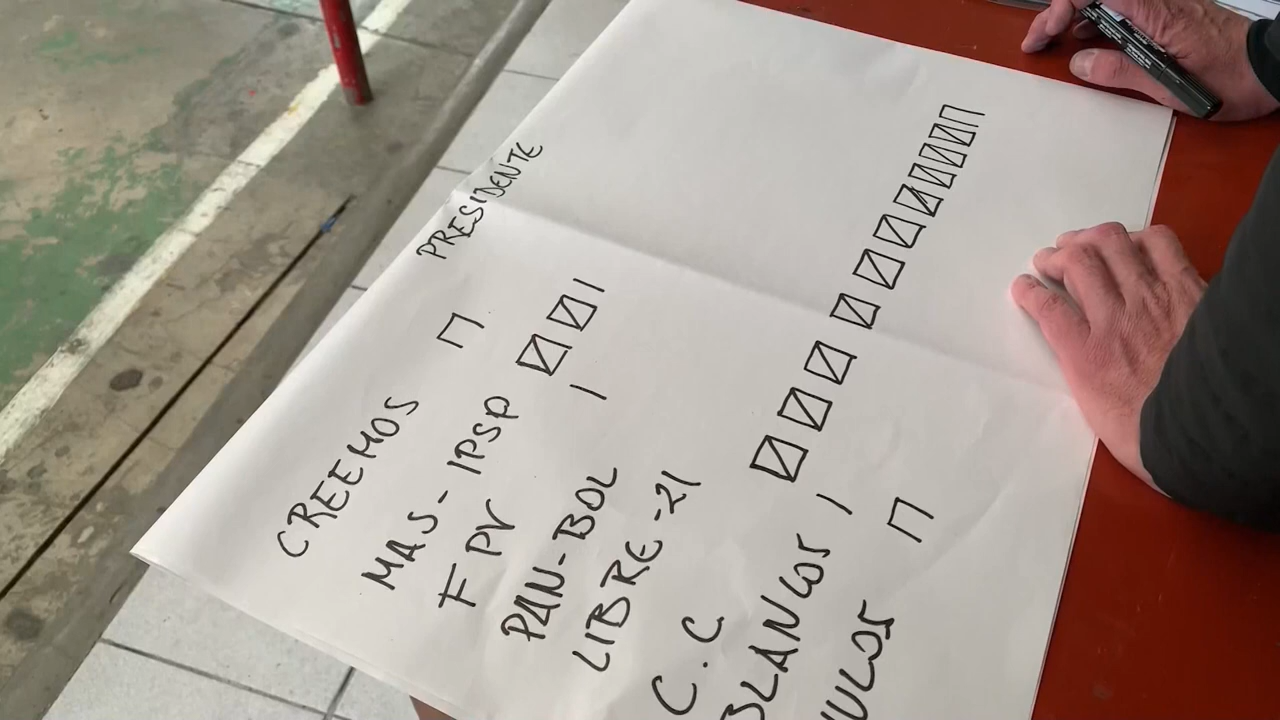 PRESIDENTE
CREEMOS
MAS-IPSP
FPV
PAN-BOL
LIBRE-21
C.C
BLANCOS
NULOS